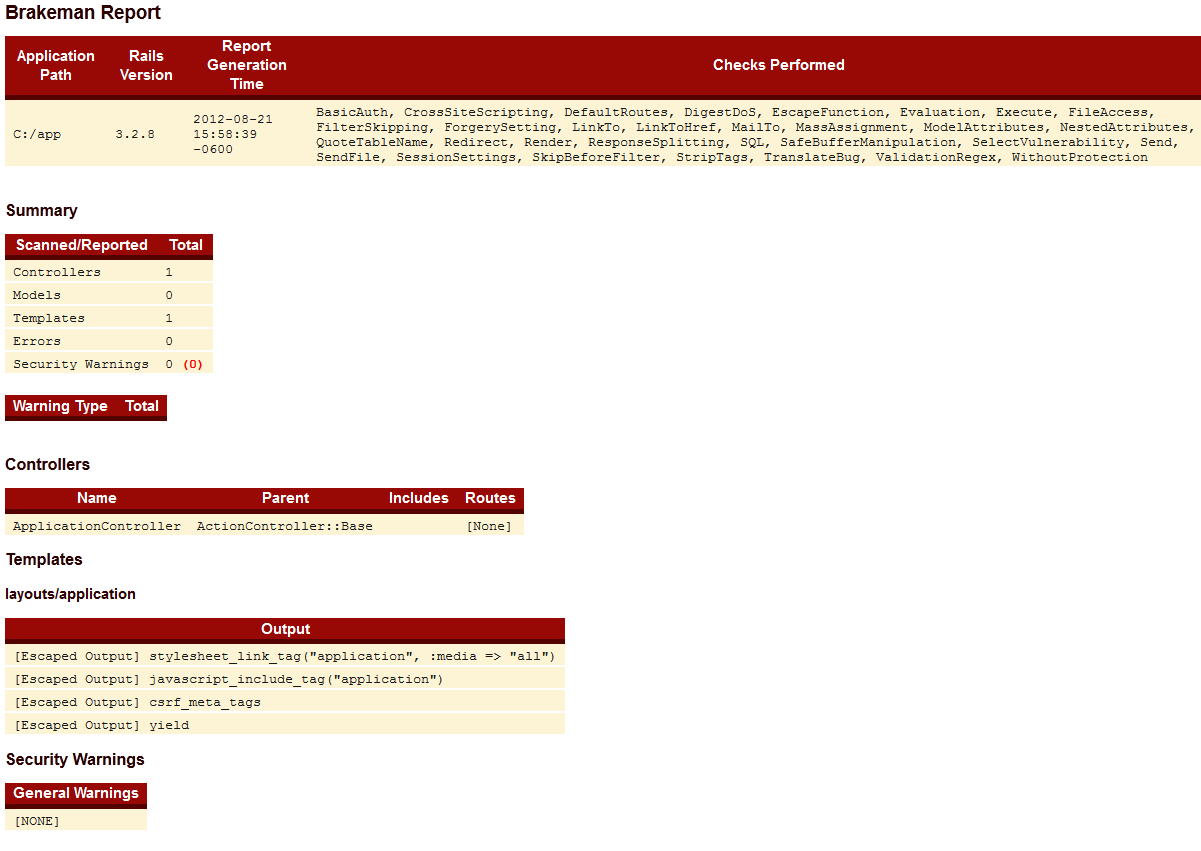 Brakeman Report
Application Path Rails Version Report Generation Time Checks Performed
C:/app 3.2.8 2012-08-21 15:58:39 -0600 BasicAuth, CrossSiteScripting, DefaultRoutes, DigestDoS, EscapeFunction, Evaluation, Execute, FileAccess,
FilterSkipping, ForgerySetting, LinkTo, LinkToHref, MailTo, MassAssignment, ModelAttributes, NestedAttributes,
QuoteTableName, Redirect, Render, ResponseSplitting, SQL, SafeBufferManipulation, SelectVulnerability, Send,
SendFile, SessionSettings, SkipBeforeFilter, StripTags, TranslateBug, ValidationRegex, WithoutProtection
Summary
Scanned/Reported Total
Controllers 1
Models 0
Templates 1
Errors 0
Security Warnings 0 (0)
Warning Type Total
Controllers
Name Parent Includes Routes
ApplicationController ActionController::Base [None]
Templates
layouts/application
Output
[Escaped Output] stylesheet_link_tag("application", :media => "all")
[Escaped Output] javascript_include_tag("application")
[Escaped Output] csrf_meta_tags
[Escaped Output] yield
Security Warnings
General Warnings
[NONE]